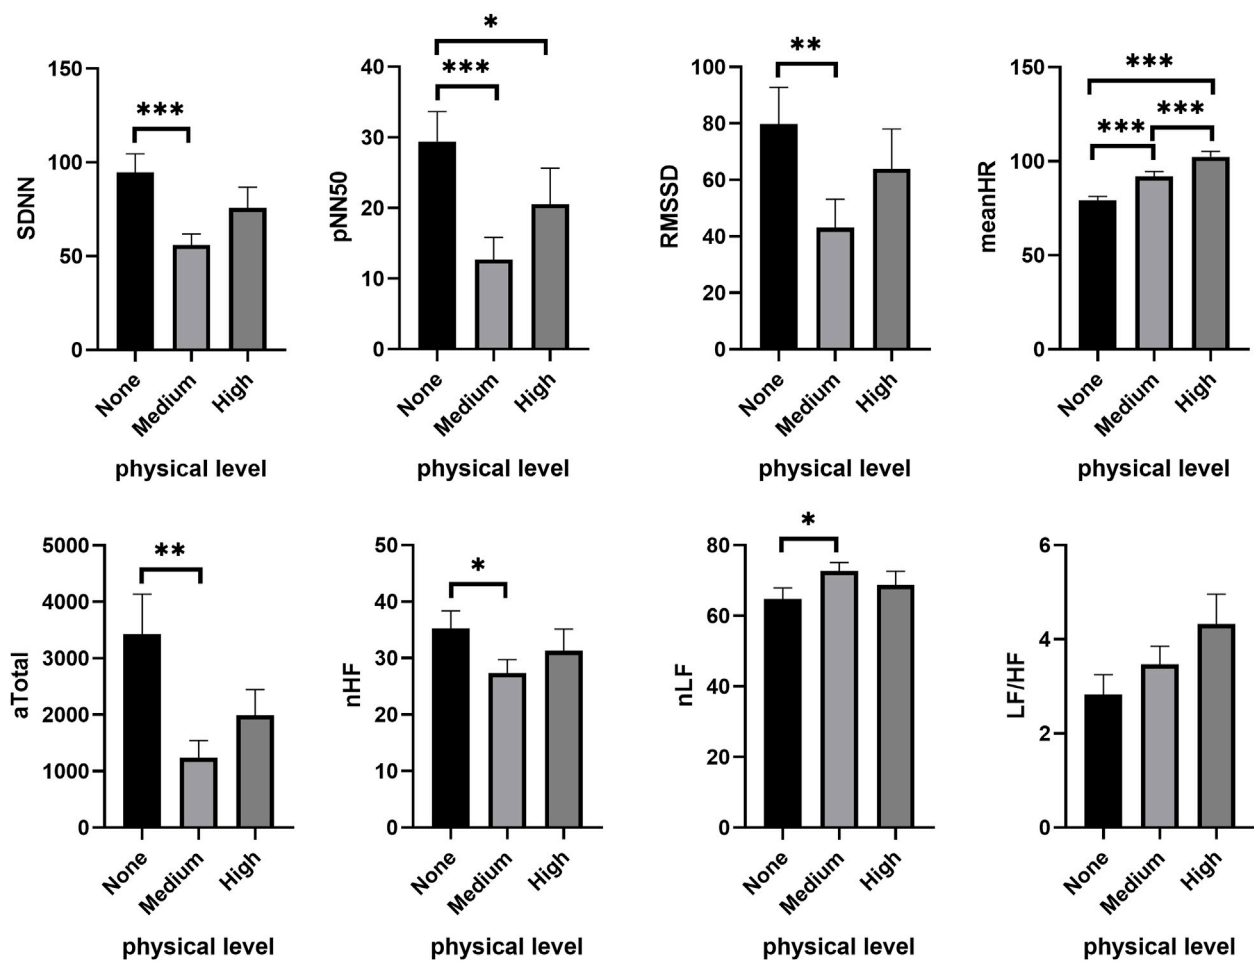 SDNN
150
100
50
0
***
None
Medium
High
physical level
pNN50
40
30
20
10
0
*
***
None
Medium
High
physical level
RMSSD
100
80
60
40
20
0
**
None
Medium
High
physical level
meanHR
150
100
50
0
***
***
***
None
Medium
High
physical level
aTotal
5000
4000
3000
2000
1000
0
**
None
Medium
High
physical level
nHF
50
40
30
20
10
0
*
None
Medium
High
physical level
nLF
80
60
40
20
0
*
None
Medium
High
physical level
LF/HF
6
4
2
0
None
Medium
High
physical level